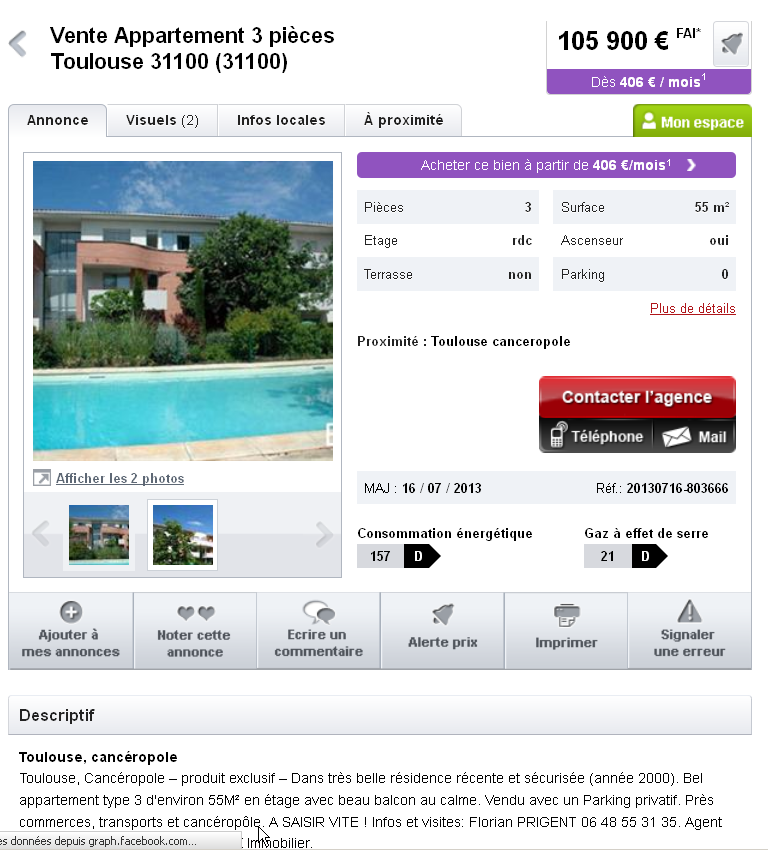 Vente Appartement 3 pièces
Toulouse 31100 (31100)
105 900 € FAI*
Dès 406 € / mois¹
Annonce
Visuels (2)
Infos locales
À proximité
Mon espace
Acheter ce bien à partir de 406 €/mois¹
Pièces 3
Surface 55 m²
Etage rdc
Ascenseur oui
Terrasse non
Parking 0
Plus de détails
Proximité : Toulouse canceropole
Contacter l'agence
Téléphone
Mail
Afficher les 2 photos
MAJ : 16 / 07 / 2013
Réf.: 20130716-803666
Consommation énergétique
Gaz à effet de serre
157 D
21 D
Ajouter à
mes annonces
Noter cette
annonce
Ecrire un
commentaire
Alerte prix
Imprimer
Signaler
une erreur
Descriptif
Toulouse, cancéropole
Toulouse, Cancéropole – produit exclusif – Dans très belle résidence récente et sécurisée (année 2000). Bel
appartement type 3 d'environ 55M² en étage avec beau balcon au calme. Vendu avec un Parking privatif. Près
commerces, transports et cancéropôle. A SAISIR VITE ! Infos et visites: Florian PRIGENT 06 48 55 31 35. Agent
es données depuis graph.facebook.com...
Immobilier.